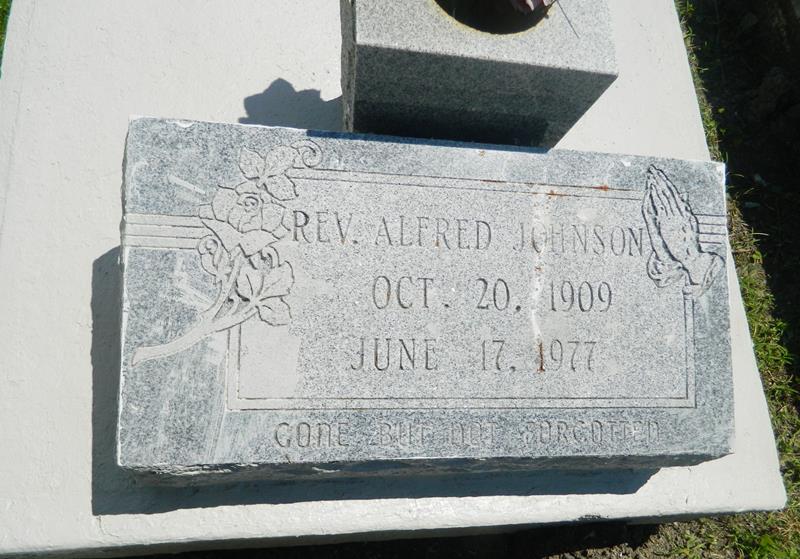 REV. ALFRED JOHNSON
OCT. 20, 1909
JUNE 17, 1977
GONE BUT NOT FORGOTTEN